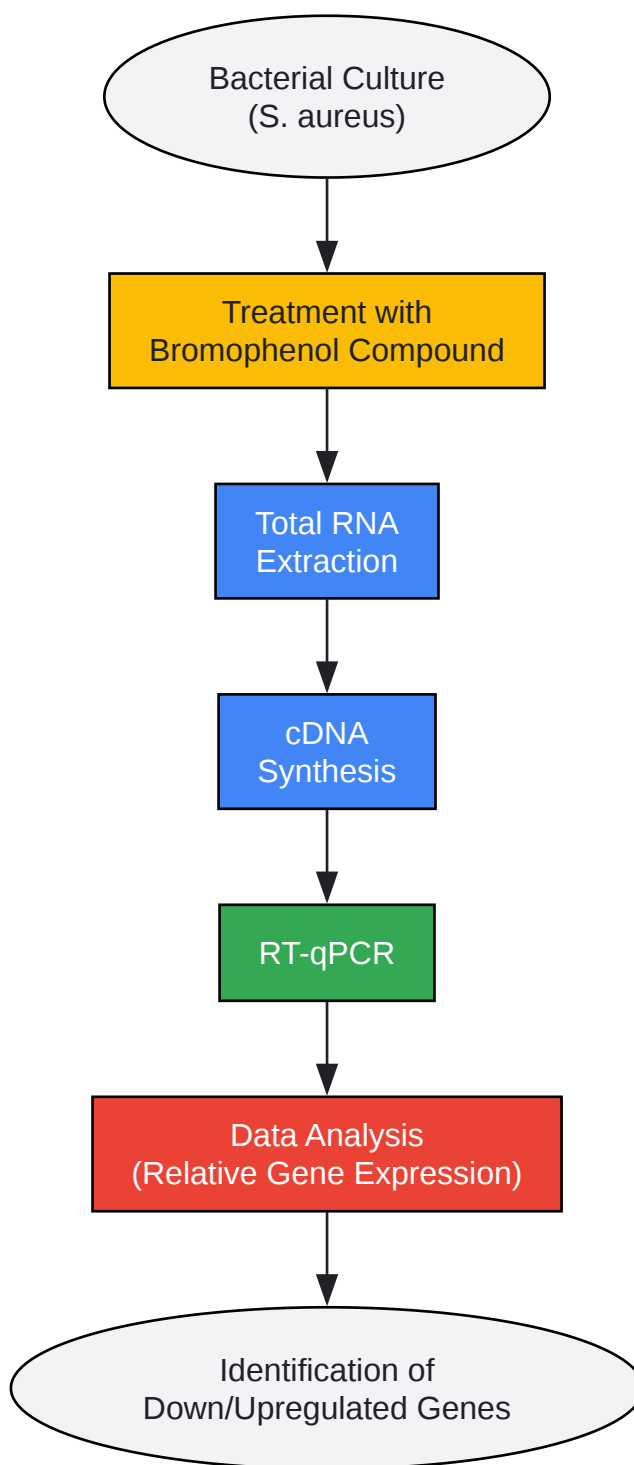 Bacterial Culture
(S. aureus)
Treatment with
Bromophenol Compound
Total RNA
Extraction
cDNA
Synthesis
RT-qPCR
Data Analysis
(Relative Gene Expression)
Identification of
Down/Upregulated Genes